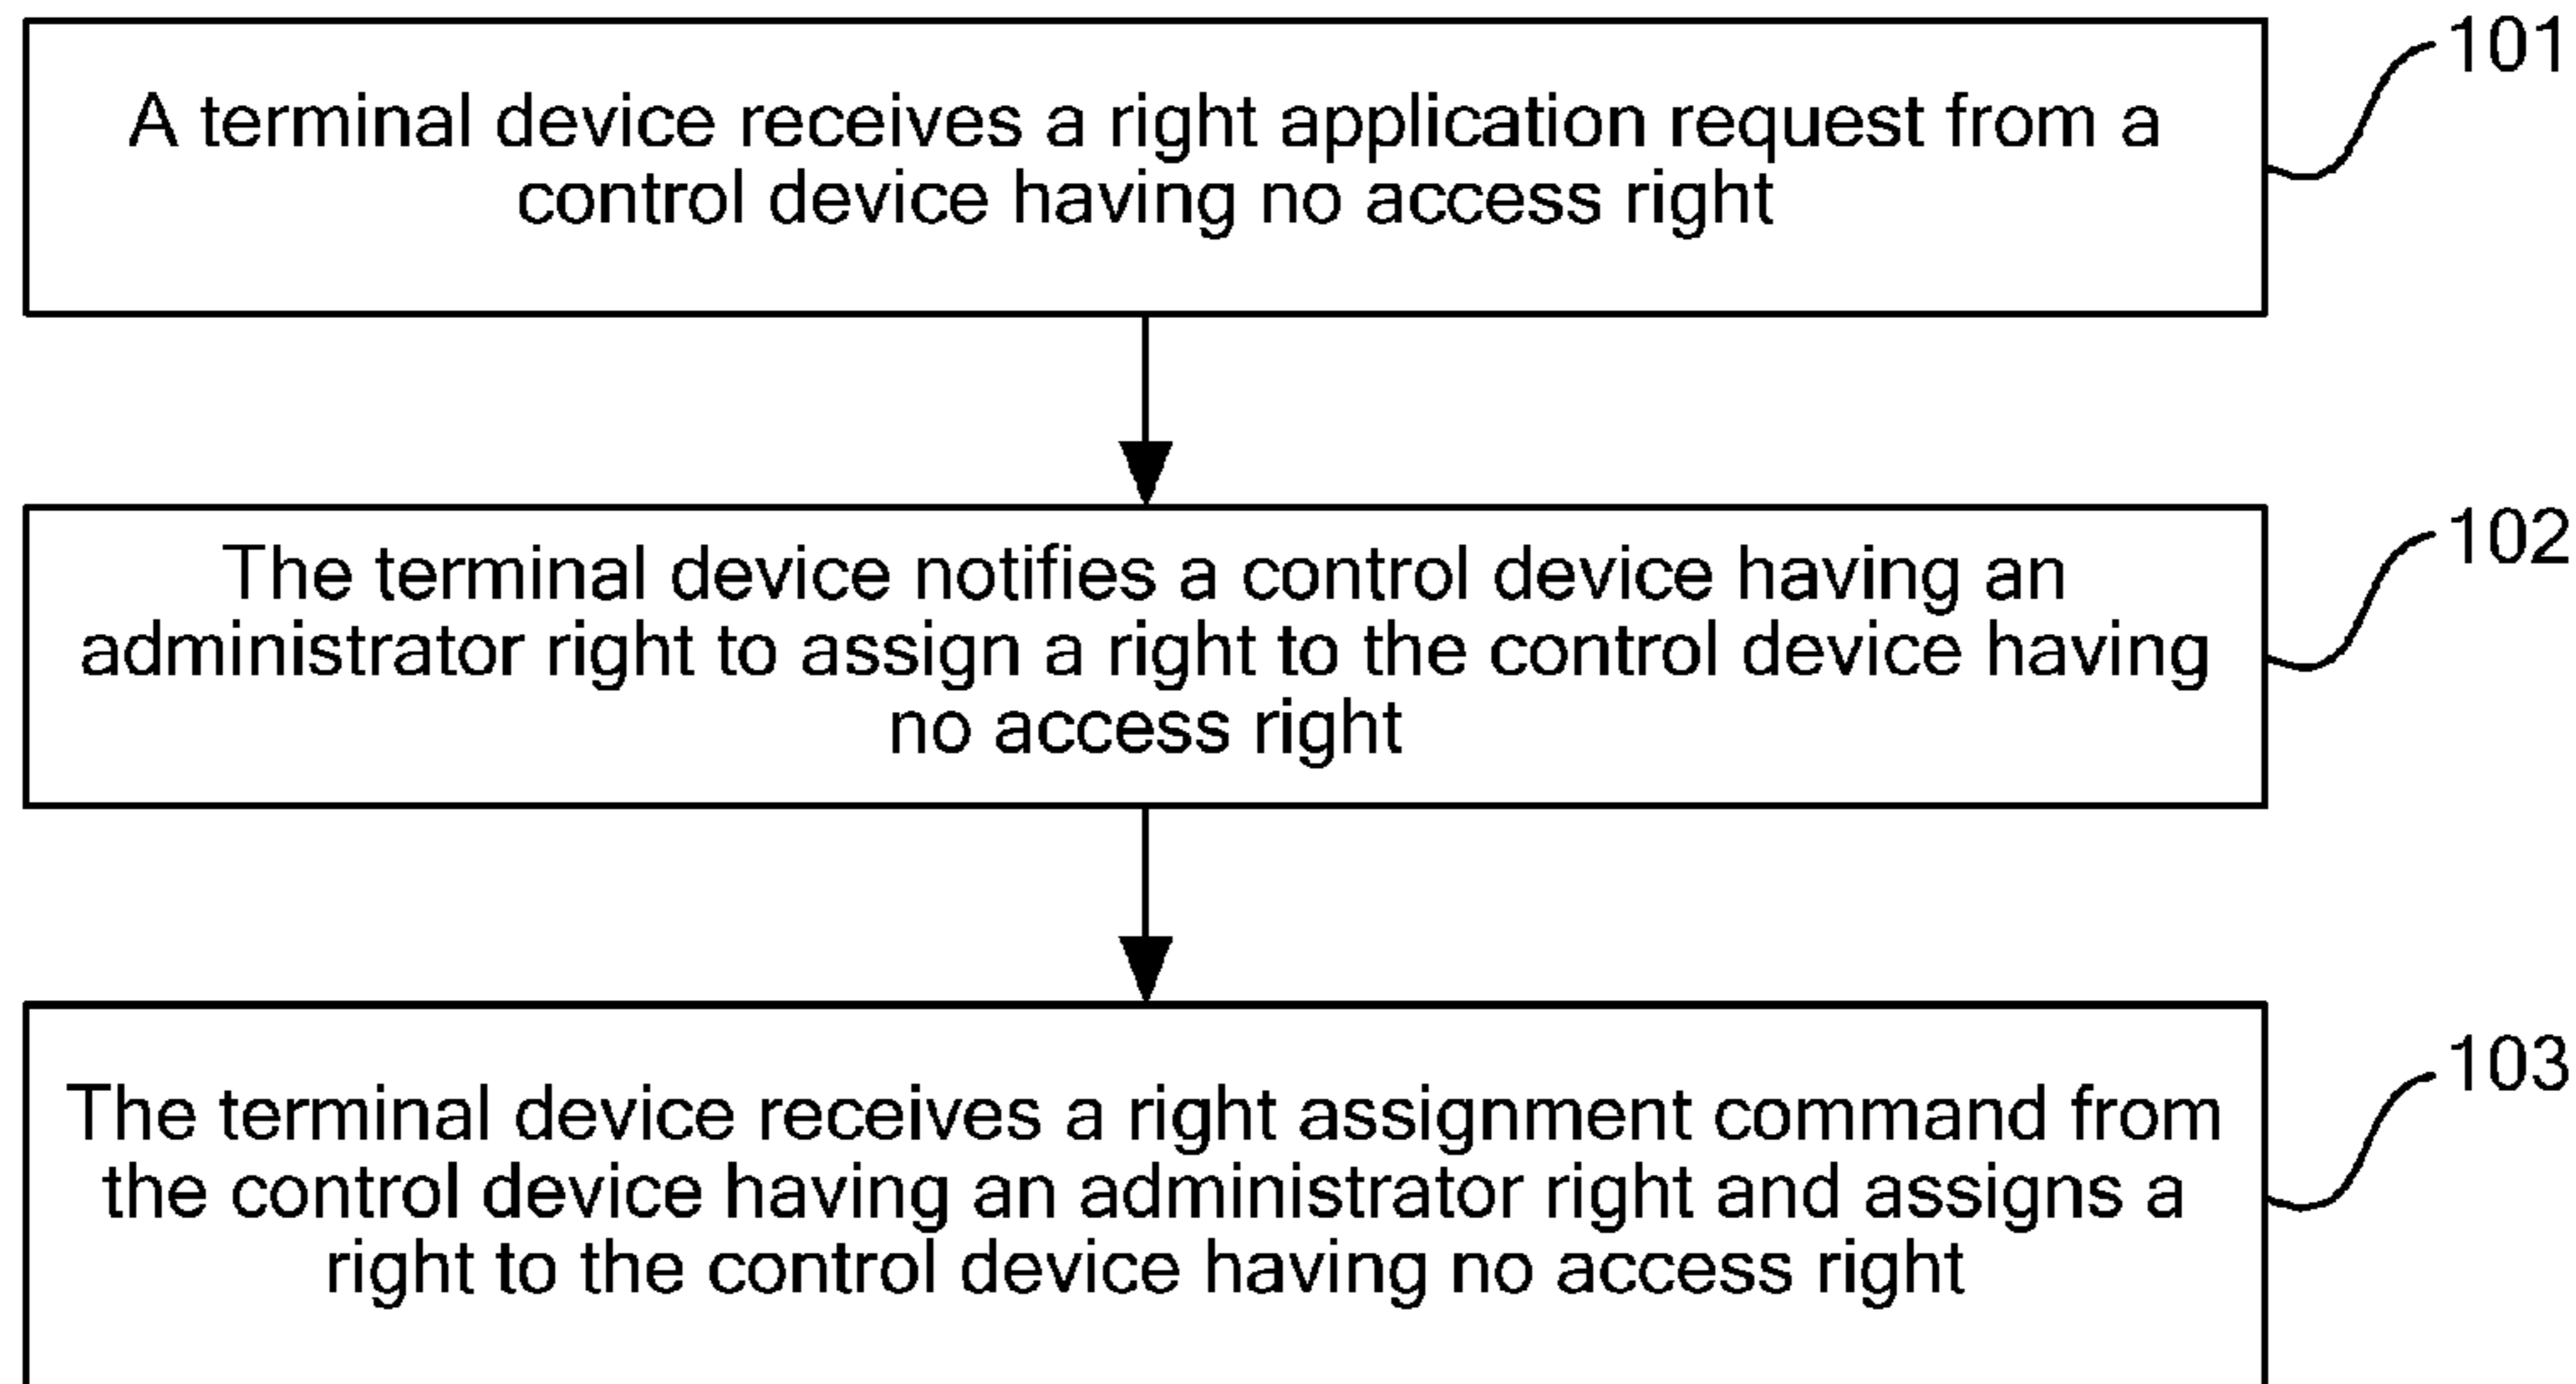 A terminal device receives a right application request from a
control device having no access right
101
The terminal device notifies a control device having an
administrator right to assign a right to the control device having
no access right
102
The terminal device receives a right assignment command from
the control device having an administrator right and assigns a
right to the control device having no access right
103